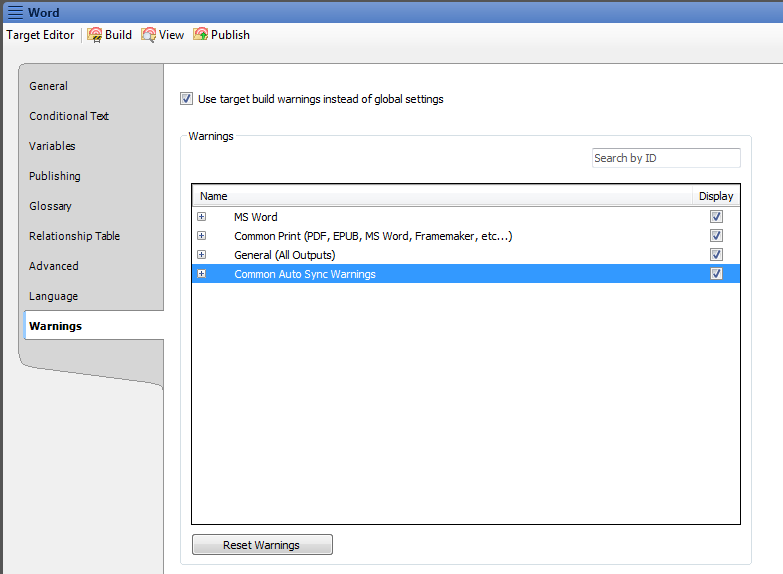 Word
Target Editor Build View Publish
General
Conditional Text
Variables
Publishing
Glossary
Relationship Table
Advanced
Language
Warnings
Use target build warnings instead of global settings
Warnings
Search by ID
Name Display
MS Word
Common Print (PDF, EPUB, MS Word, Framemaker, etc...)
General (All Outputs)
Common Auto Sync Warnings
Reset Warnings